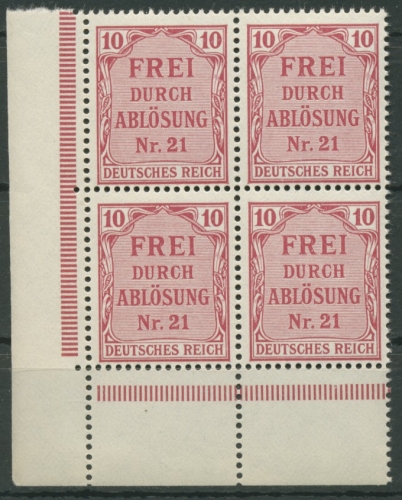 10 10 10 10
FREI FREI
DURCH DURCH
ABLÖSUNG ABLÖSUNG
Nr. 21 Nr. 21
DEUTSCHES REICH DEUTSCHES REICH
10 10 10 10
FREI FREI
DURCH DURCH
ABLÖSUNG ABLÖSUNG
Nr. 21 Nr. 21
DEUTSCHES REICH DEUTSCHES REICH